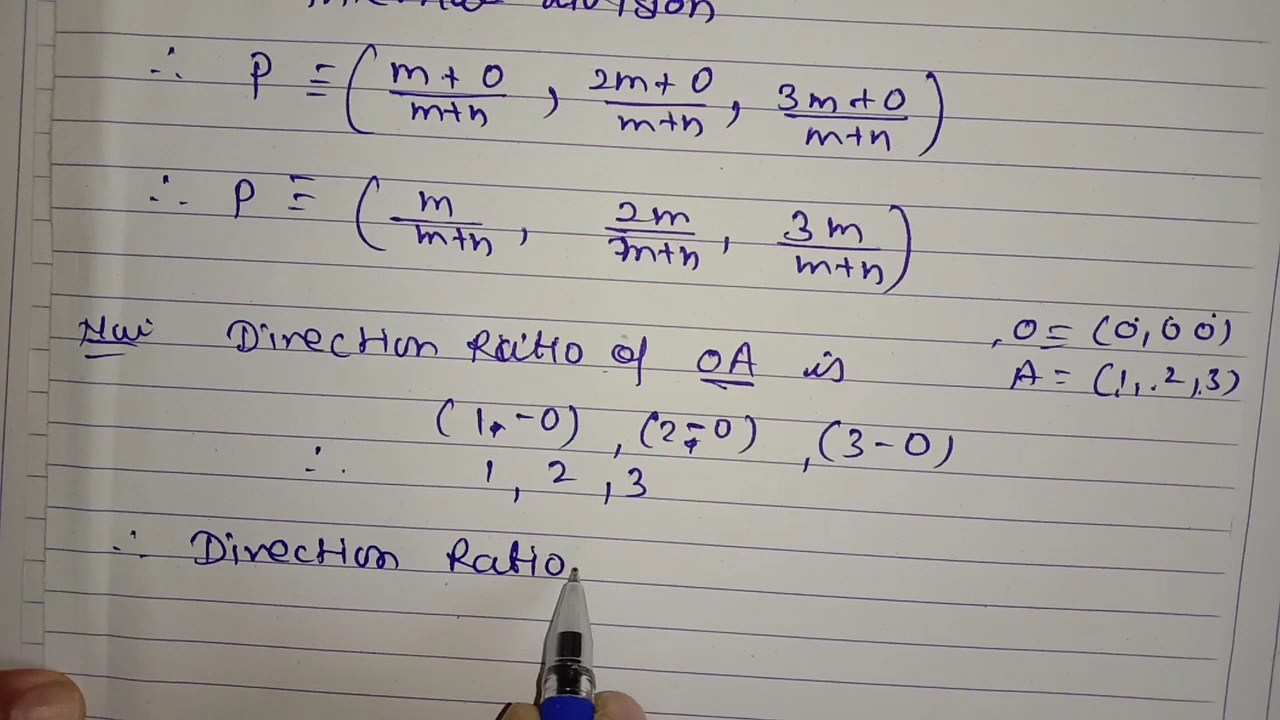 division
∴ P ≡ (m + 0 / m+n , 2m + 0 / m+n , 3m + 0 / m+n)
∴ P ≡ (m / m+n , 2m / m+n , 3m / m+n)
Direction Ratio of OA is , O = (0, 0 0)
A = (1, 2, 3)
(1 - 0) , (2 - 0) , (3 - 0)
∴ 1 , 2 , 3
∴ Direction Ratio